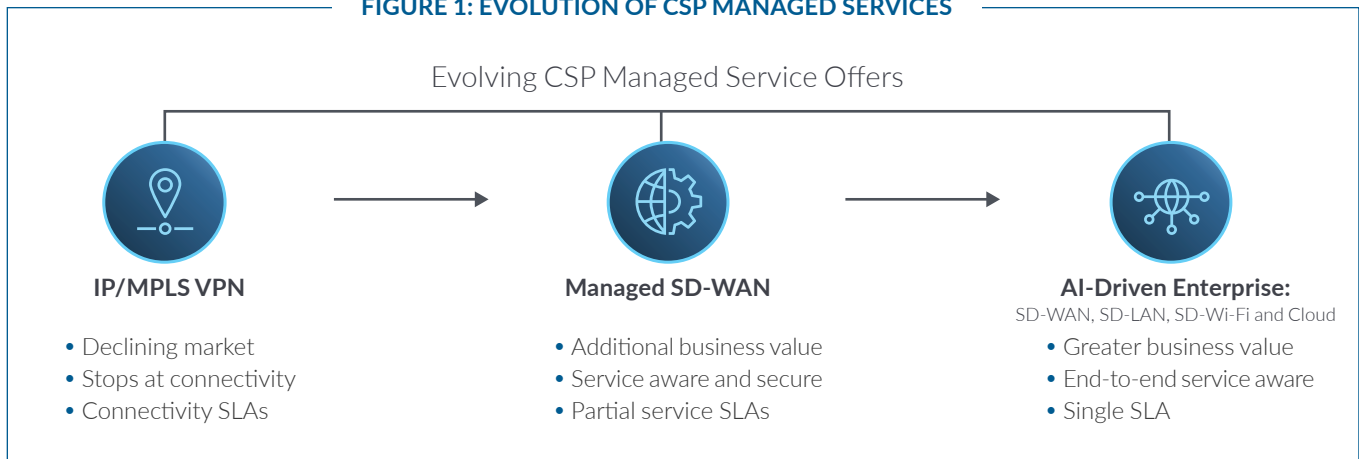 FIGURE 1: EVOLUTION OF CSP MANAGED SERVICES
Evolving CSP Managed Service Offers
IP/MPLS VPN
• Declining market
• Stops at connectivity
• Connectivity SLAs
Managed SD-WAN
• Additional business value
• Service aware and secure
• Partial service SLAs
AI-Driven Enterprise:
SD-WAN, SD-LAN, SD-Wi-Fi and Cloud
• Greater business value
• End-to-end service aware
• Single SLA